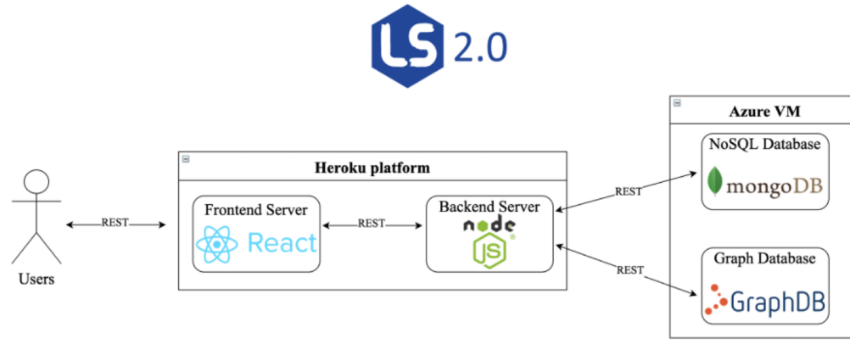 LS 2.0
Azure VM
NoSQL Database
mongoDB
Heroku platform
Frontend Server
React
Backend Server
node
JS
REST
REST
REST
REST
Graph Database
GraphDB
Users